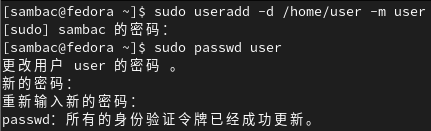 [sambac@fedora ~]$ sudo useradd -d /home/user -m user
[sudo] sambac 的密码：
[sambac@fedora ~]$ sudo passwd user
更改用户 user 的密码 。
新的密码：
重新输入新的密码：
passwd：所有的身份验证令牌已经成功更新。